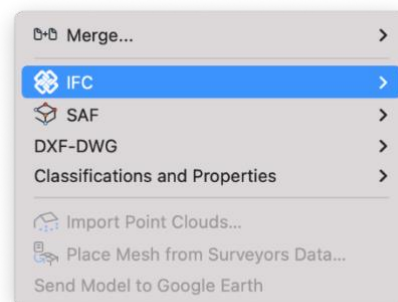 Merge...
IFC
SAF
DXF-DWG
Classifications and Properties
Import Point Clouds...
Place Mesh from Surveyors Data...
Send Model to Google Earth